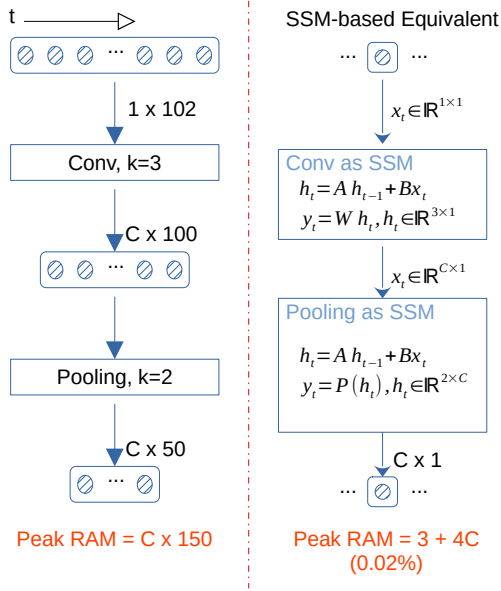 t
...
1 x 102
Conv, k=3
C x 100
...
Pooling, k=2
C x 50
...
Peak RAM = C x 150
SSM-based Equivalent
... ...
x_t ∈ ℝ^{1×1}
Conv as SSM
h_t = A h_{t−1} + B x_t
y_t = W h_t, h_t ∈ ℝ^{3×1}
x_t ∈ ℝ^{C×1}
Pooling as SSM
h_t = A h_{t−1} + B x_t
y_t = P(h_t), h_t ∈ ℝ^{2×C}
C x 1
... ...
Peak RAM = 3 + 4C
(0.02%)